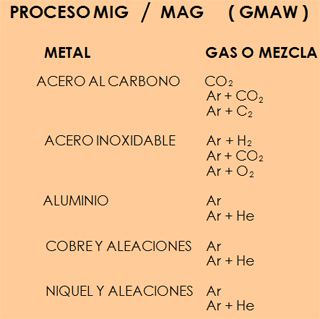 PROCESO MIG / MAG ( GMAW )
METAL GAS O MEZCLA
ACERO AL CARBONO CO₂
Ar + CO₂
Ar + C₂
ACERO INOXIDABLE Ar + H₂
Ar + CO₂
Ar + O₂
ALUMINIO Ar
Ar + He
COBRE Y ALEACIONES Ar
Ar + He
NIQUEL Y ALEACIONES Ar
Ar + He